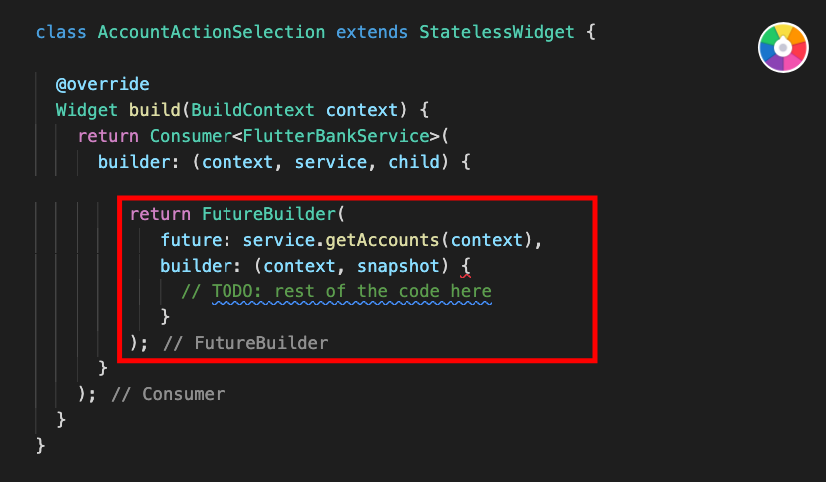 class AccountActionSelection extends StatelessWidget {
@override
Widget build(BuildContext context) {
return Consumer<FlutterBankService>(
builder: (context, service, child) {
return FutureBuilder(
future: service.getAccounts(context),
builder: (context, snapshot) {
// TODO: rest of the code here
}
); // FutureBuilder
}
); // Consumer
}
}